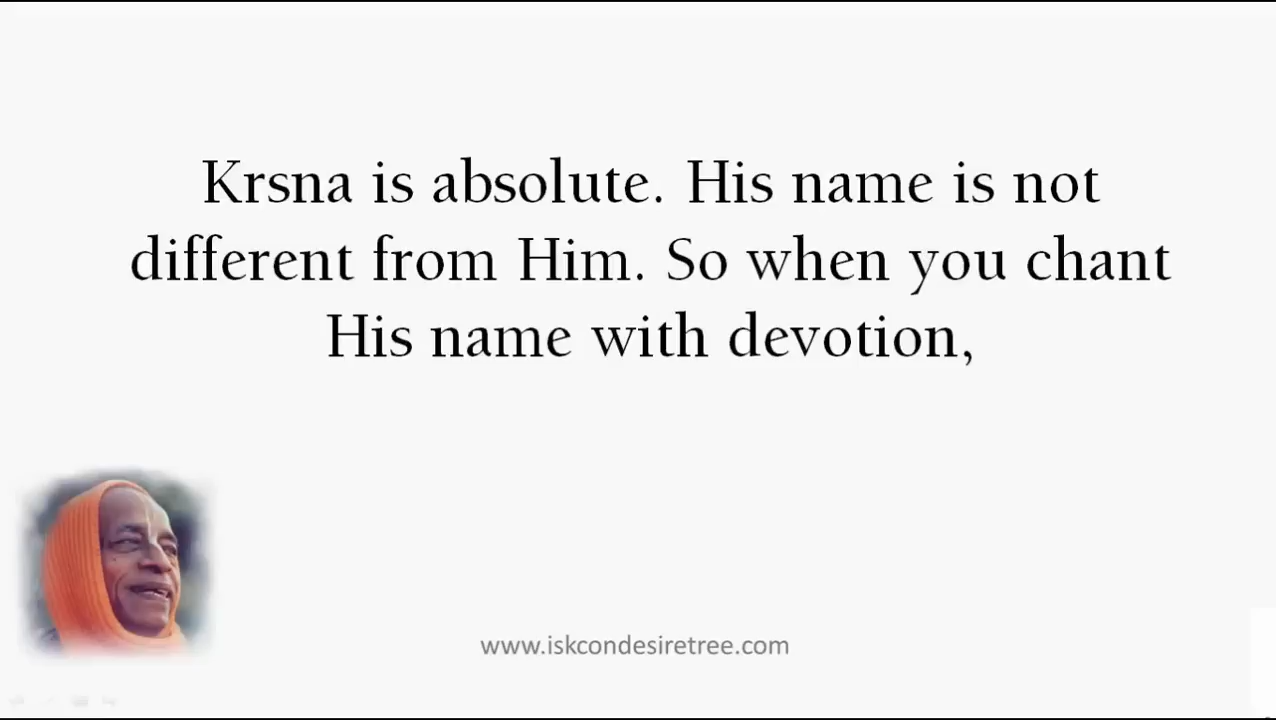 Krsna is absolute. His name is not
different from Him. So when you chant
His name with devotion,
www.iskcondesiretree.com